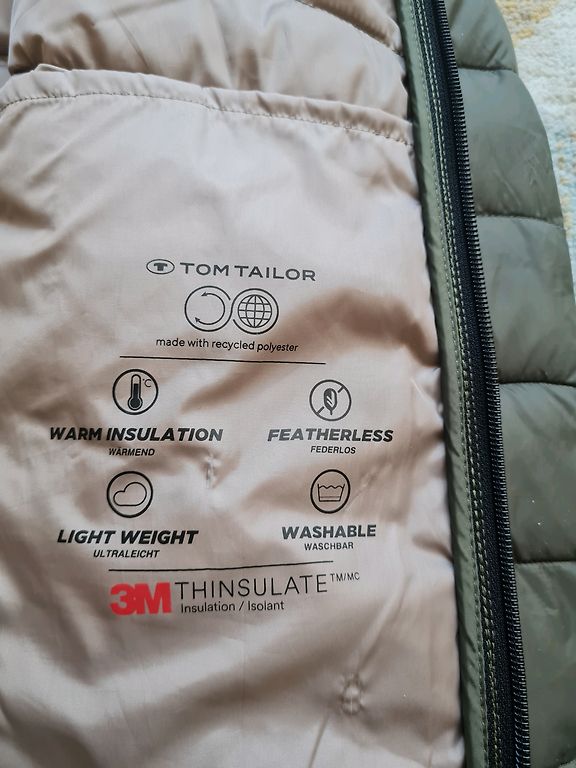 TOM TAILOR
made with recycled polyester
°C
WARM INSULATION
WÄRMEND
FEATHERLESS
FEDERLOS
LIGHT WEIGHT
ULTRALEICHT
WASHABLE
WASCHBAR
3M THINSULATE TM/MC
Insulation / Isolant